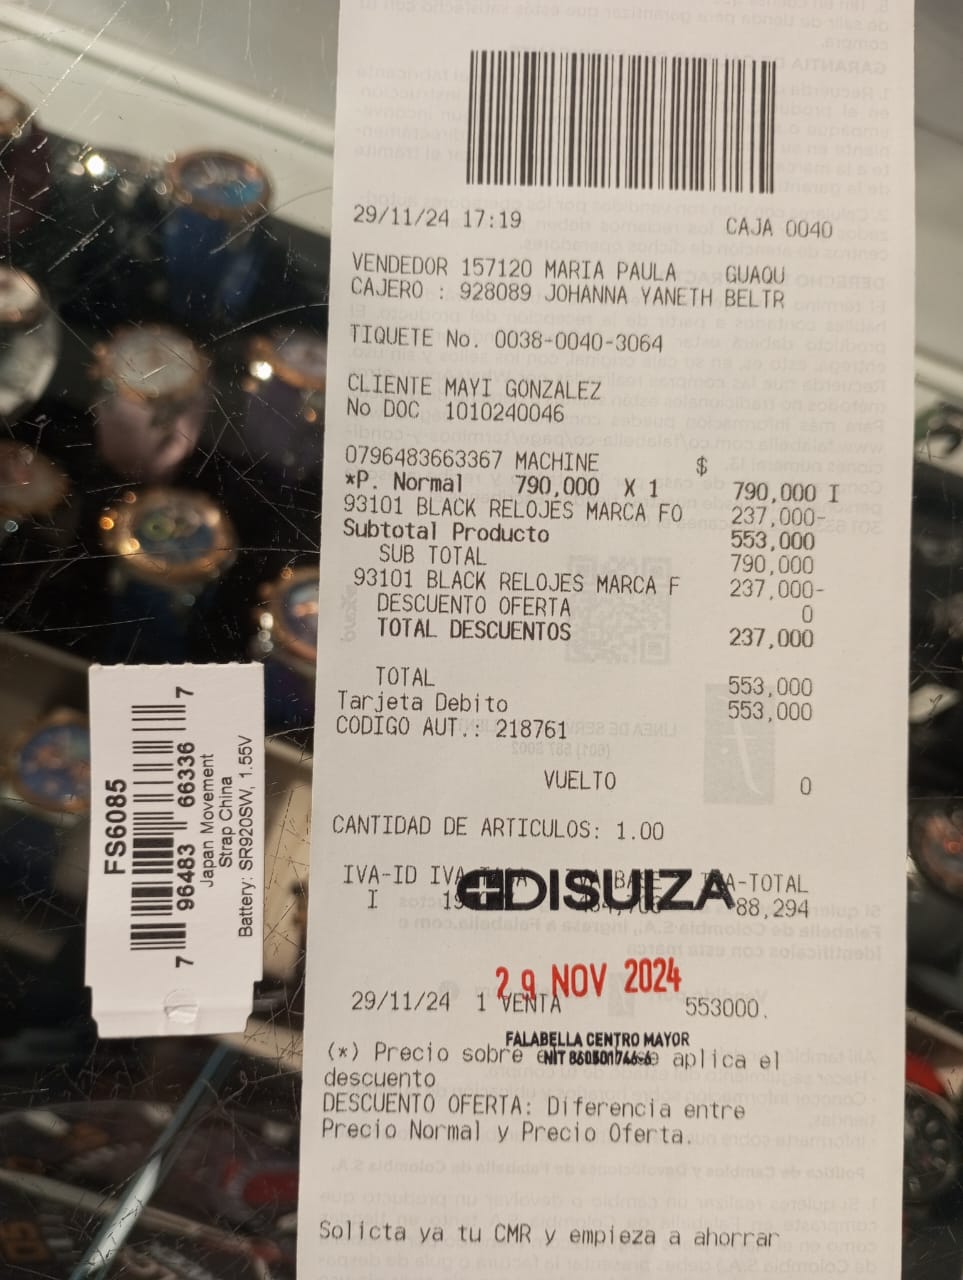 29/11/24 17:19 CAJA 0040
VENDEDOR 157120 MARIA PAULA GUAQU
CAJERO : 928089 JOHANNA YANETH BELTR
TIQUETE No. 0038-0040-3064
CLIENTE MAYI GONZALEZ
No DOC 1010240046
0796483663367 MACHINE $
*P. Normal 790,000 X 1 790,000 I
93101 BLACK RELOJES MARCA FO 237,000-
Subtotal Producto 553,000
SUB TOTAL 790,000
93101 BLACK RELOJES MARCA F 237,000-
DESCUENTO OFERTA 0
TOTAL DESCUENTOS 237,000
TOTAL 553,000
Tarjeta Debito 553,000
CODIGO AUT.: 218761
VUELTO 0
CANTIDAD DE ARTICULOS: 1.00
IVA-ID IVA-TOTAL
I 88,294
EDISUIZA
29 NOV 2024
29/11/24 1 VENTA 553000.
FALABELLA CENTRO MAYOR
NIT
(*) Precio sobre aplica el
descuento
DESCUENTO OFERTA: Diferencia entre
Precio Normal y Precio Oferta.
Solicta ya tu CMR y empieza a ahorrar
FS6085
7 96483 66336 7
Japan Movement
Strap China
Battery: SR920SW, 1.55V